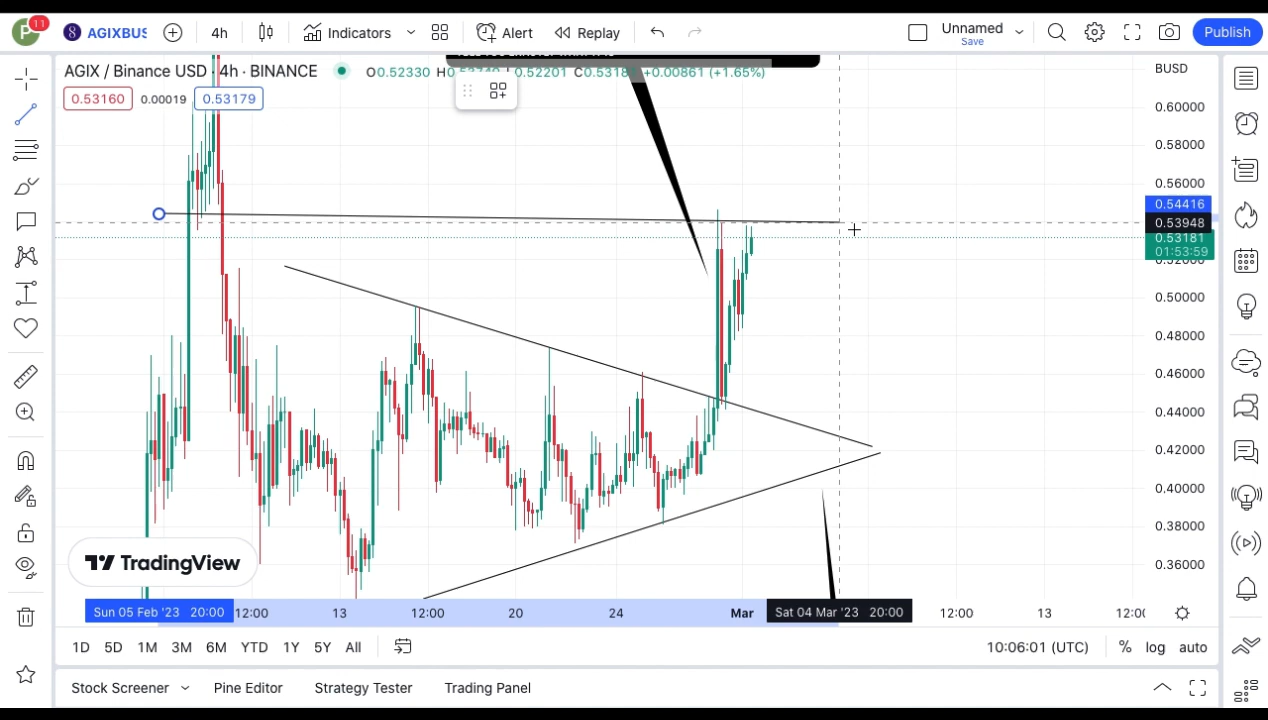 P 11 AGIXBUS 4h Indicators Alert Replay Unnamed Save Publish
AGIX / Binance USD · 4h · BINANCE O0.52330 0.52201 +0.00861 (+1.65%)
0.53160 0.00019 0.53179
BUSD
0.60000
0.58000
0.56000
0.54416
0.53948
0.53181
01:53:59
0.50000
0.48000
0.46000
0.44000
0.42000
0.40000
0.38000
0.36000
TradingView
Sun 05 Feb '23 20:00 12:00 13 12:00 20 24 Mar Sat 04 Mar '23 20:00 12:00 13
1D 5D 1M 3M 6M YTD 1Y 5Y All 10:06:01 (UTC) % log auto
Stock Screener Pine Editor Strategy Tester Trading Panel